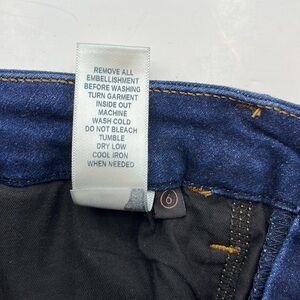 REMOVE ALL
EMBELLISHMENT
BEFORE WASHING
TURN GARMENT
INSIDE OUT
MACHINE
WASH COLD
DO NOT BLEACH
TUMBLE
DRY LOW
COOL IRON
WHEN NEEDED
6